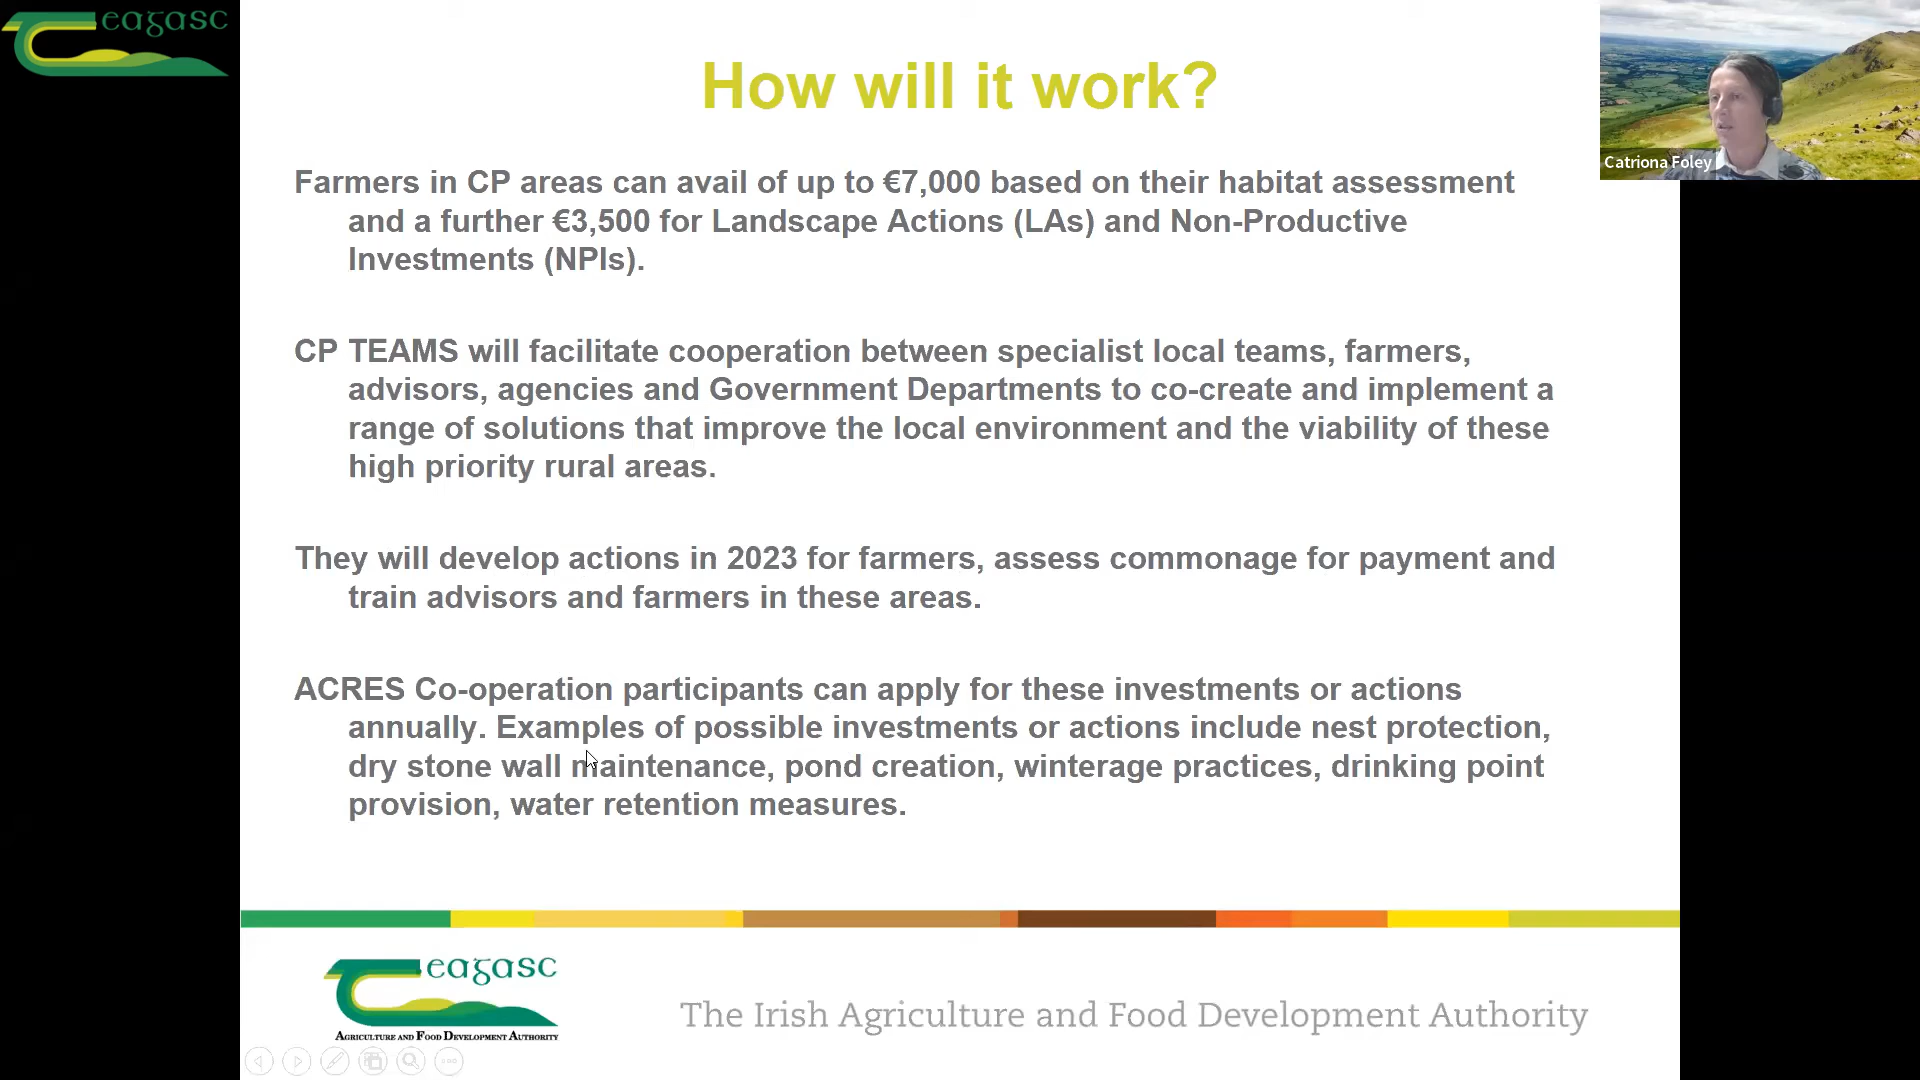 eagasc
How will it work?
Catriona Foley
Farmers in CP areas can avail of up to €7,000 based on their habitat assessment
and a further €3,500 for Landscape Actions (LAs) and Non-Productive
Investments (NPIs).
CP TEAMS will facilitate cooperation between specialist local teams, farmers,
advisors, agencies and Government Departments to co-create and implement a
range of solutions that improve the local environment and the viability of these
high priority rural areas.
They will develop actions in 2023 for farmers, assess commonage for payment and
train advisors and farmers in these areas.
ACRES Co-operation participants can apply for these investments or actions
annually. Examples of possible investments or actions include nest protection,
dry stone wall maintenance, pond creation, winterage practices, drinking point
provision, water retention measures.
eagasc
AGRICULTURE AND FOOD DEVELOPMENT AUTHORITY
The Irish Agriculture and Food Development Authority